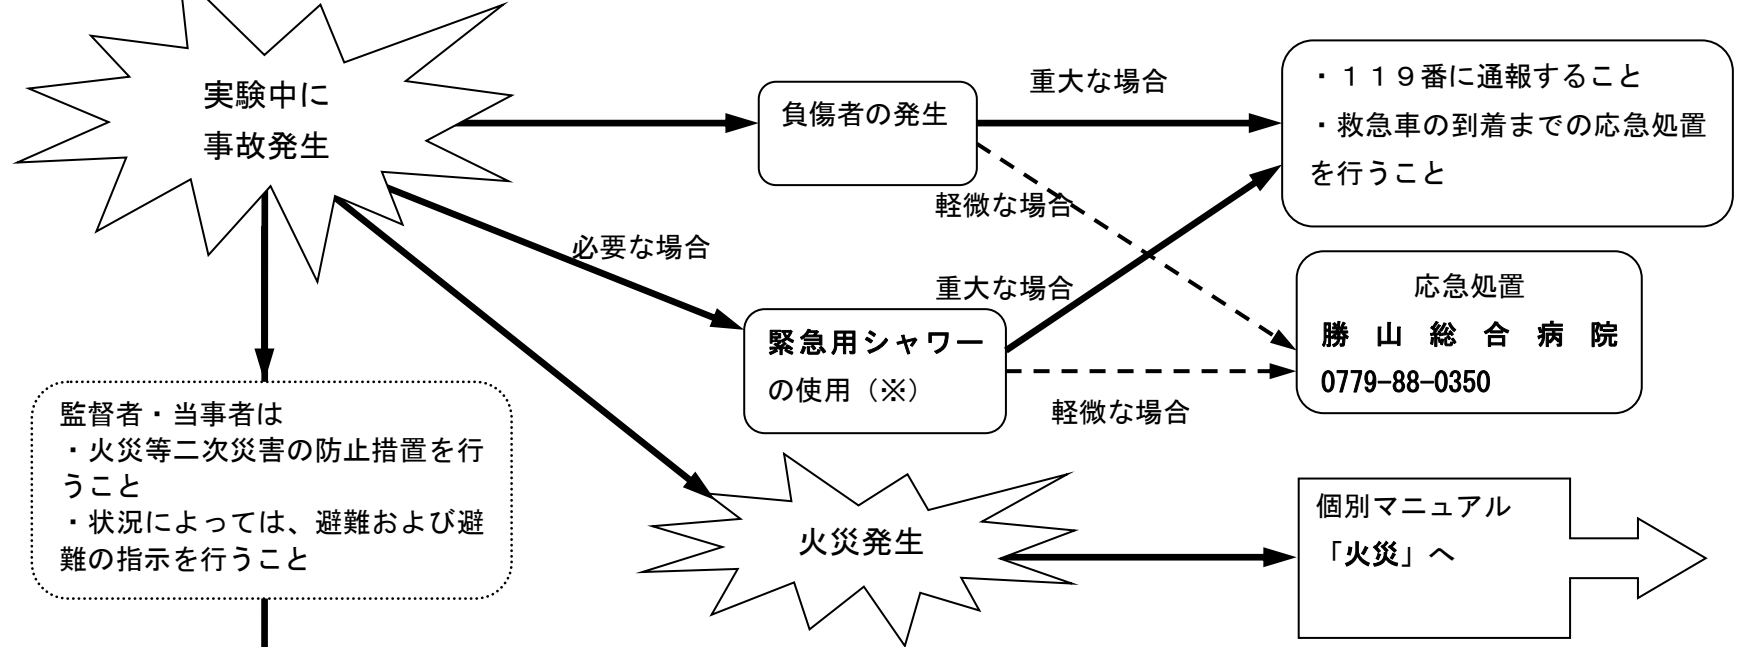 実験中に
事故発生
負傷者の発生
重大な場合
・１１９番に通報すること
・救急車の到着までの応急処置
を行うこと
軽微な場合
必要な場合
重大な場合
緊急用シャワー
の使用（※）
軽微な場合
応急処置
勝　山　総　合　病　院
0779-88-0350
監督者・当事者は
・火災等二次災害の防止措置を行
うこと
・状況によっては、避難および避
難の指示を行うこと
火災発生
個別マニュアル
「火災」へ